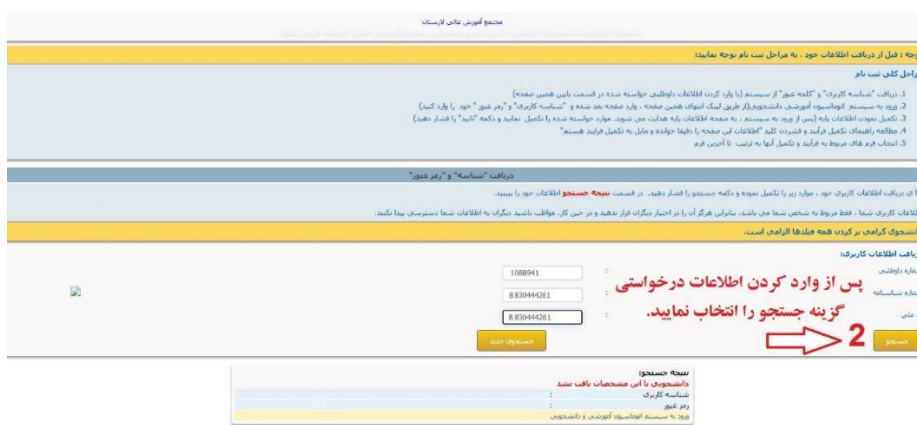 مجتمع آموزش عالی لارستان
وجه : قبل از دریافت اطلاعات خود ، به مراحل ثبت نام توجه نمایید:
راحل کلی ثبت نام
1. دریافت "شناسه کاربری" و "کلمه عبور" از سیستم (با وارد کردن اطلاعات داوطلبی خواسته شده در قسمت پایین همین صفحه)
2. ورود به سیستم اتوماسیون آموزشی دانشجویی(از طریق لینک انتهای همین صفحه ، وارد صفحه بعد شده و "شناسه کاربری" و "رمز عبور " خود را وارد کنید)
3. تکمیل نمودن اطلاعات پایه (پس از ورود به سیستم ، به صفحه اطلاعات پایه هدایت می شوید. موارد خواسته شده را تکمیل نمایید و دکمه "تایید" را فشار دهید)
4. مطالعه راهنمای تکمیل فرآیند و فشردن کلید "اطلاعات این صفحه را دقیقا خوانده و مایل به تکمیل فرایند هستم"
5. انتخاب فرم های مربوط به فرآیند و تکمیل آنها به ترتیب تا آخرین فرم
دریافت "شناسه" و "رمز عبور"
ا ی دریافت اطلاعات کاربری خود ، موارد زیر را تکمیل نموده و دکمه جستجو را فشار دهید. در قسمت نتیجه جستجو اطلاعات خود را ببینید.
لاعات کاربری شما ، فقط مربوط به شخص شما می باشد، بنابراین هرگز آن را در اختیار دیگران قرار ندهید و در حین کار، مواظب باشید دیگران به اطلاعات شما دسترسی پیدا نکنند.
انشجوی گرامی پر کردن همه فیلدها الزامی است.
ریافت اطلاعات کاربری:
ماره داوطلبی : 1088941
پس از وارد کردن اطلاعات درخواستی
ماره شناسنامه : 8830444261
گزینه جستجو را انتخاب نمایید.
ملی : 8830444261
جستجو 2 جستجوی جدید
نتیجه جستجو:
دانشجویی با این مشخصات یافت نشد
شناسه کاربری :
رمز عبور :
ورود به سیستم اتوماسیون آموزشی و دانشجویی